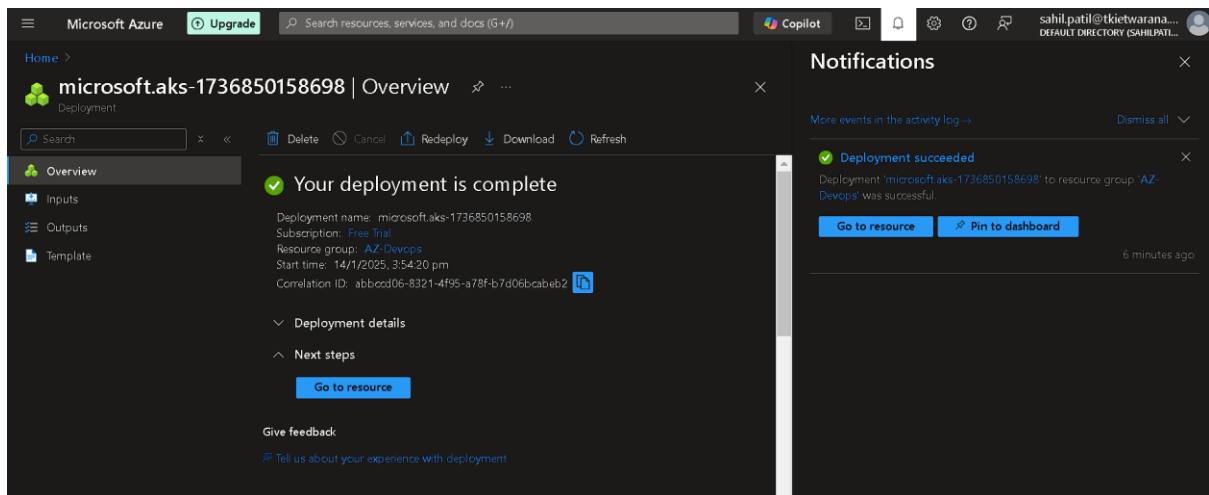 Microsoft Azure
Upgrade
Search resources, services, and docs (G+/)
Copilot
sahil.patil@tkietwarana....
DEFAULT DIRECTORY (SAHILPATI...
Home >
microsoft.aks-1736850158698 | Overview
Deployment
Search
Delete Cancel Redeploy Download Refresh
Overview
Inputs
Outputs
Template
Your deployment is complete
Deployment name: microsoft.aks-1736850158698
Subscription: Free Trial
Resource group: AZ-Devops
Start time: 14/1/2025, 3:54:20 pm
Correlation ID: abbccd06-8321-4f95-a78f-b7d06bcabeb2
Deployment details
Next steps
Go to resource
Give feedback
Tell us about your experience with deployment
Notifications
More events in the activity log →
Dismiss all
Deployment succeeded
Deployment 'microsoft.aks-1736850158698' to resource group 'AZ-
Devops' was successful.
Go to resource
Pin to dashboard
6 minutes ago